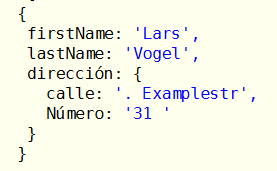 {
firstName: 'Lars',
lastName: 'Vogel',
dirección: {
calle: '. Examplestr',
Número: '31 '
}
}